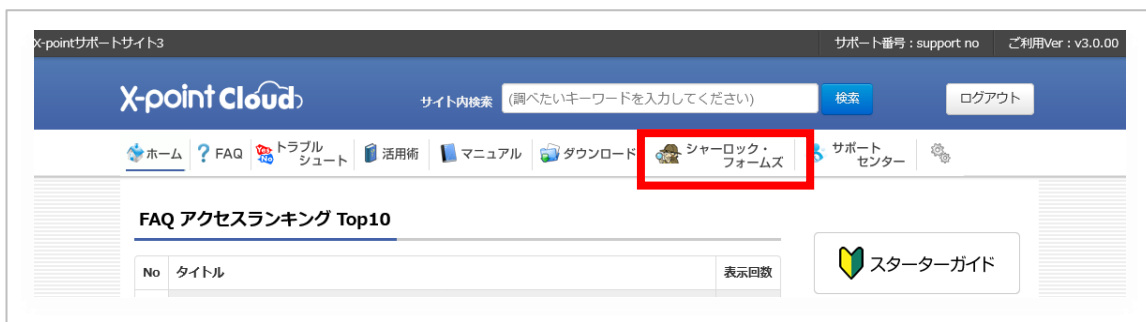 X-pointサポートサイト3 サポート番号：support no ご利用Ver：v3.0.00
X-point Cloud サイト内検索 (調べたいキーワードを入力してください) 検索 ログアウト
ホーム ? FAQ Yes No トラブル シュート 活用術 マニュアル ダウンロード シャーロック・ フォームズ サポート センター
FAQ アクセスランキング Top10
スターターガイド
No タイトル 表示回数